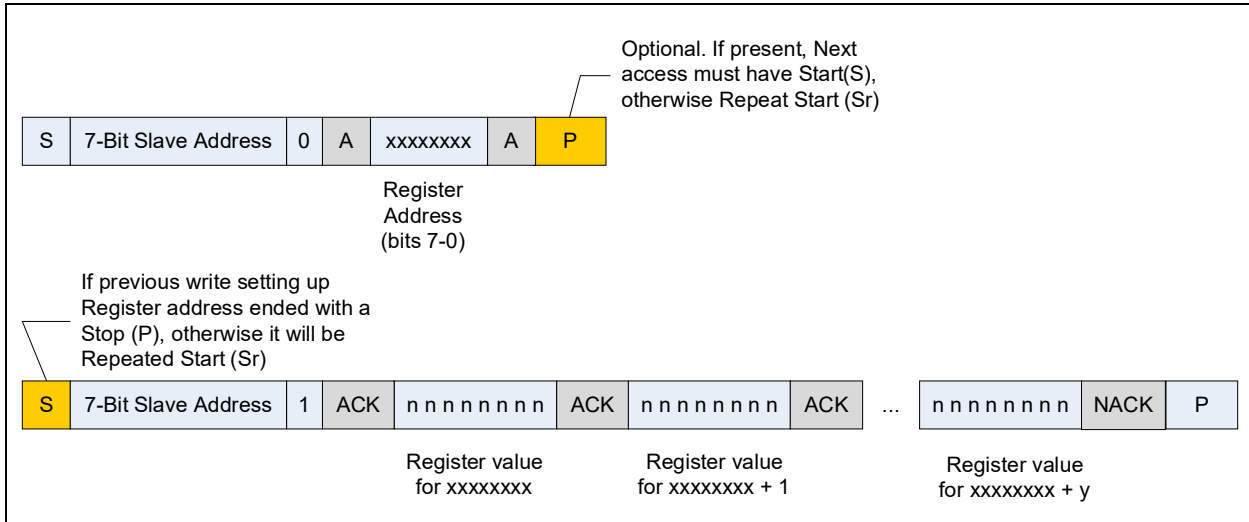 Optional. If present, Next
access must have Start(S),
otherwise Repeat Start (Sr)
S 7-Bit Slave Address 0 A xxxxxxxx A P
Register
Address
(bits 7-0)
If previous write setting up
Register address ended with a
Stop (P), otherwise it will be
Repeated Start (Sr)
S 7-Bit Slave Address 1 ACK n n n n n n n n ACK n n n n n n n n ACK ... n n n n n n n n NACK P
Register value
for xxxxxxxx
Register value
for xxxxxxxx + 1
Register value
for xxxxxxxx + y